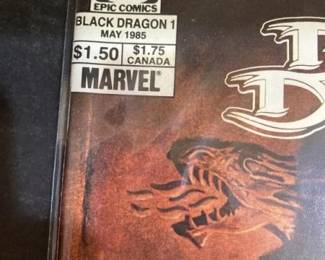 EPIC COMICS
BLACK DRAGON 1
MAY 1985
$1.50 $1.75
CANADA
MARVEL